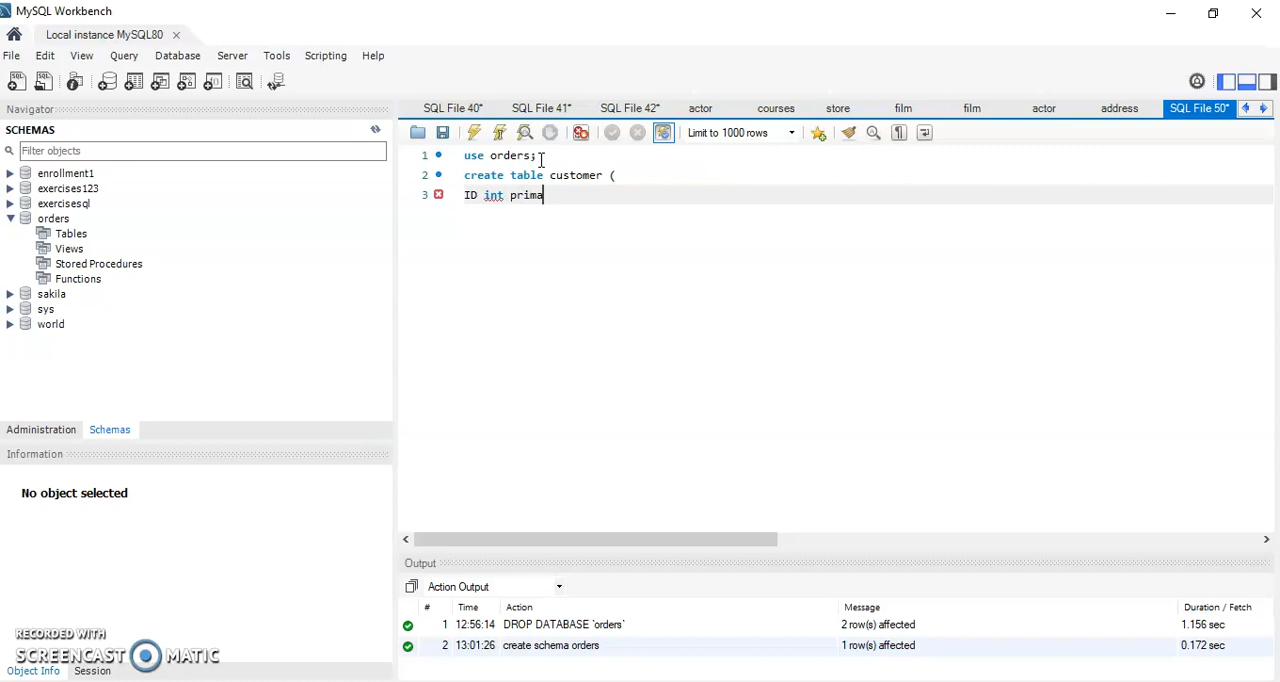 MySQL Workbench
Local instance MySQL80
File Edit View Query Database Server Tools Scripting Help
Navigator
SCHEMAS
Filter objects
enrollment1
exercises123
exercisesql
orders
Tables
Views
Stored Procedures
Functions
sakila
sys
world
Administration Schemas
Information
No object selected
Object Info Session
RECORDED WITH
SCREENCAST MATIC
SQL File 40* SQL File 41* SQL File 42* actor courses store film film actor address SQL File 50*
Limit to 1000 rows
1 use orders;
2 create table customer (
3 ID int prima
Output
Action Output
# Time Action Message Duration / Fetch
1 12:56:14 DROP DATABASE `orders` 2 row(s) affected 1.156 sec
2 13:01:26 create schema orders 1 row(s) affected 0.172 sec